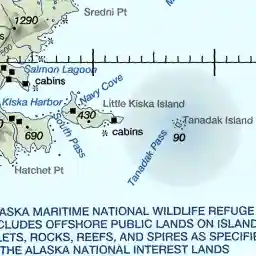 Sredni Pt
1290
Salmon Lagoon
cabins
Navy Cove
Kiska Harbor
430
Little Kiska Island
cabins
South Pass
690
Tanadak Pass
Tanadak Island
90
Hatchet Pt
ASKA MARITIME NATIONAL WILDLIFE REFUGE
CLUDES OFFSHORE PUBLIC LANDS ON ISLAND
LETS, ROCKS, REEFS, AND SPIRES AS SPECIFIE
THE ALASKA NATIONAL INTEREST LANDS